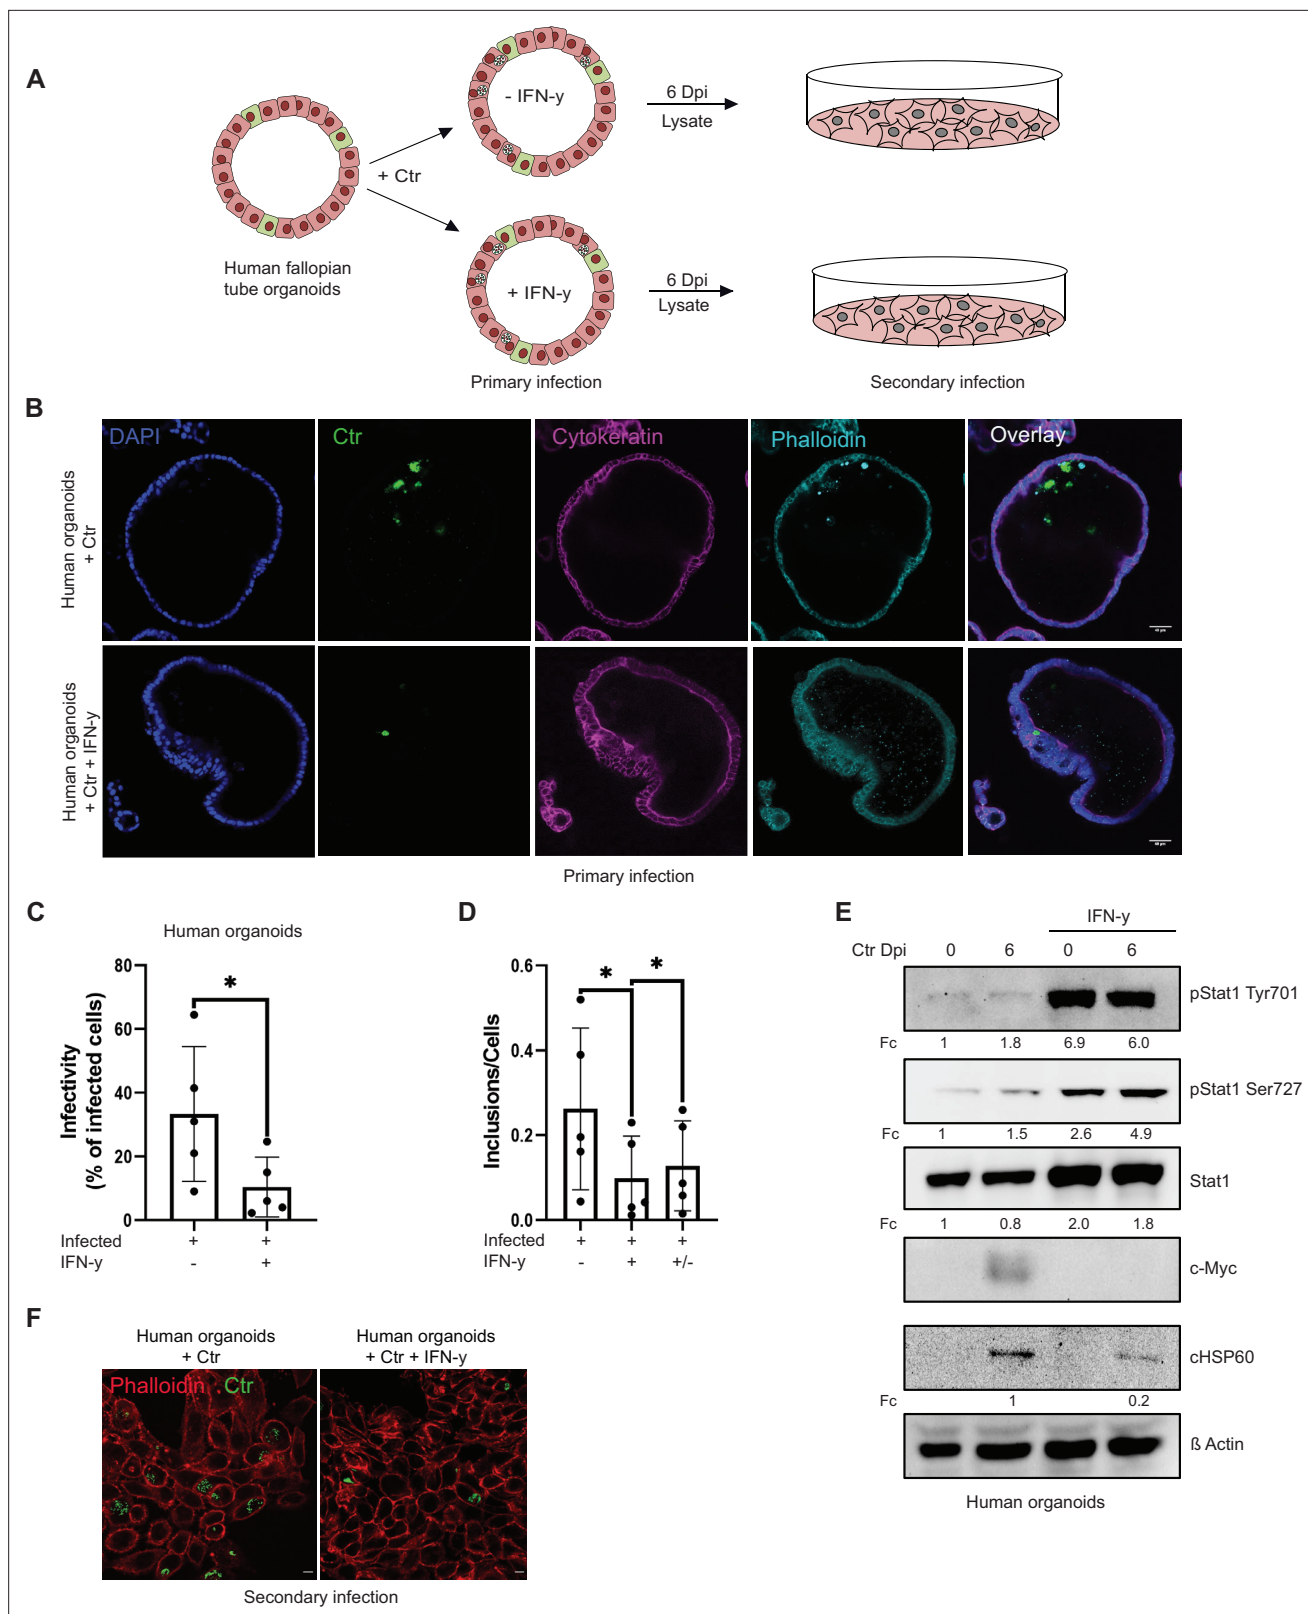 A
- IFN-y
6 Dpi
Lysate
+ Ctr
Human fallopian
tube organoids
+ IFN-y
6 Dpi
Lysate
Primary infection
Secondary infection
B
DAPI
Ctr
Cytokeratin
Phalloidin
Overlay
Human organoids
+ Ctr
Human organoids
+ Ctr + IFN-y
Primary infection
C
Human organoids
Infectivity
(% of infected cells)
80
60
40
20
0
*
Infected + +
IFN-y - +
D
Inclusions/Cells
0.6
0.4
0.2
0.0
* *
Infected + + +
IFN-y - + +/-
E
IFN-y
Ctr Dpi 0 6 0 6
pStat1 Tyr701
Fc 1 1.8 6.9 6.0
pStat1 Ser727
Fc 1 1.5 2.6 4.9
Stat1
Fc 1 0.8 2.0 1.8
c-Myc
cHSP60
Fc 1 0.2
ß Actin
Human organoids
F
Human organoids
+ Ctr
Human organoids
+ Ctr + IFN-y
Phalloidin Ctr
Secondary infection